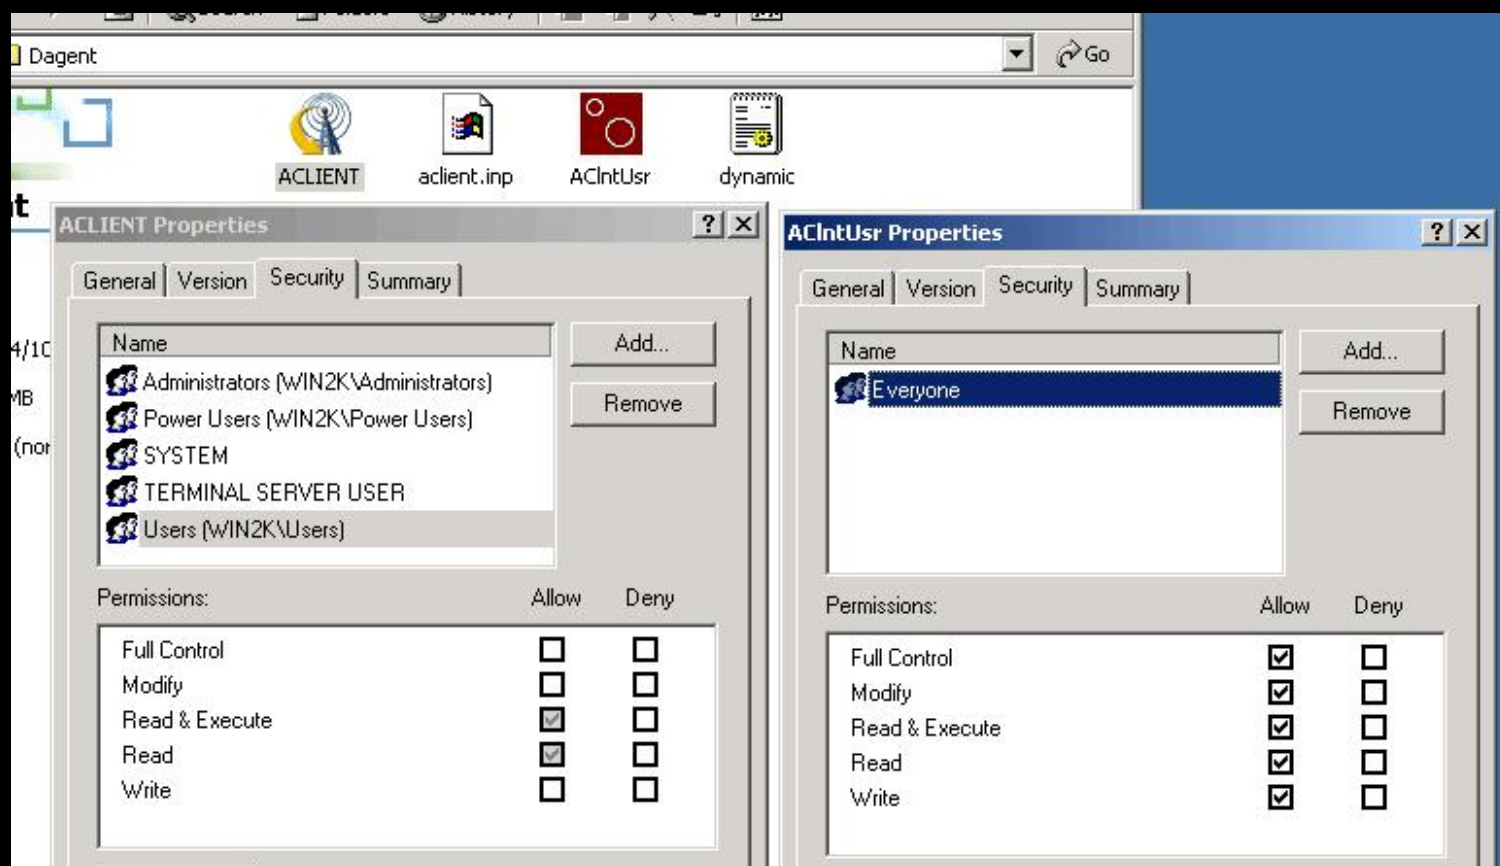 Dagent
Go
ACLIENT
aclient.inp
AClntUsr
dynamic
ACLIENT Properties
General
Version
Security
Summary
Name
Add...
Administrators (WIN2K\Administrators)
Power Users (WIN2K\Power Users)
Remove
SYSTEM
TERMINAL SERVER USER
Users (WIN2K\Users)
Permissions:
Allow
Deny
Full Control
Modify
Read & Execute
Read
Write
AClntUsr Properties
General
Version
Security
Summary
Name
Add...
Everyone
Remove
Permissions:
Allow
Deny
Full Control
Modify
Read & Execute
Read
Write